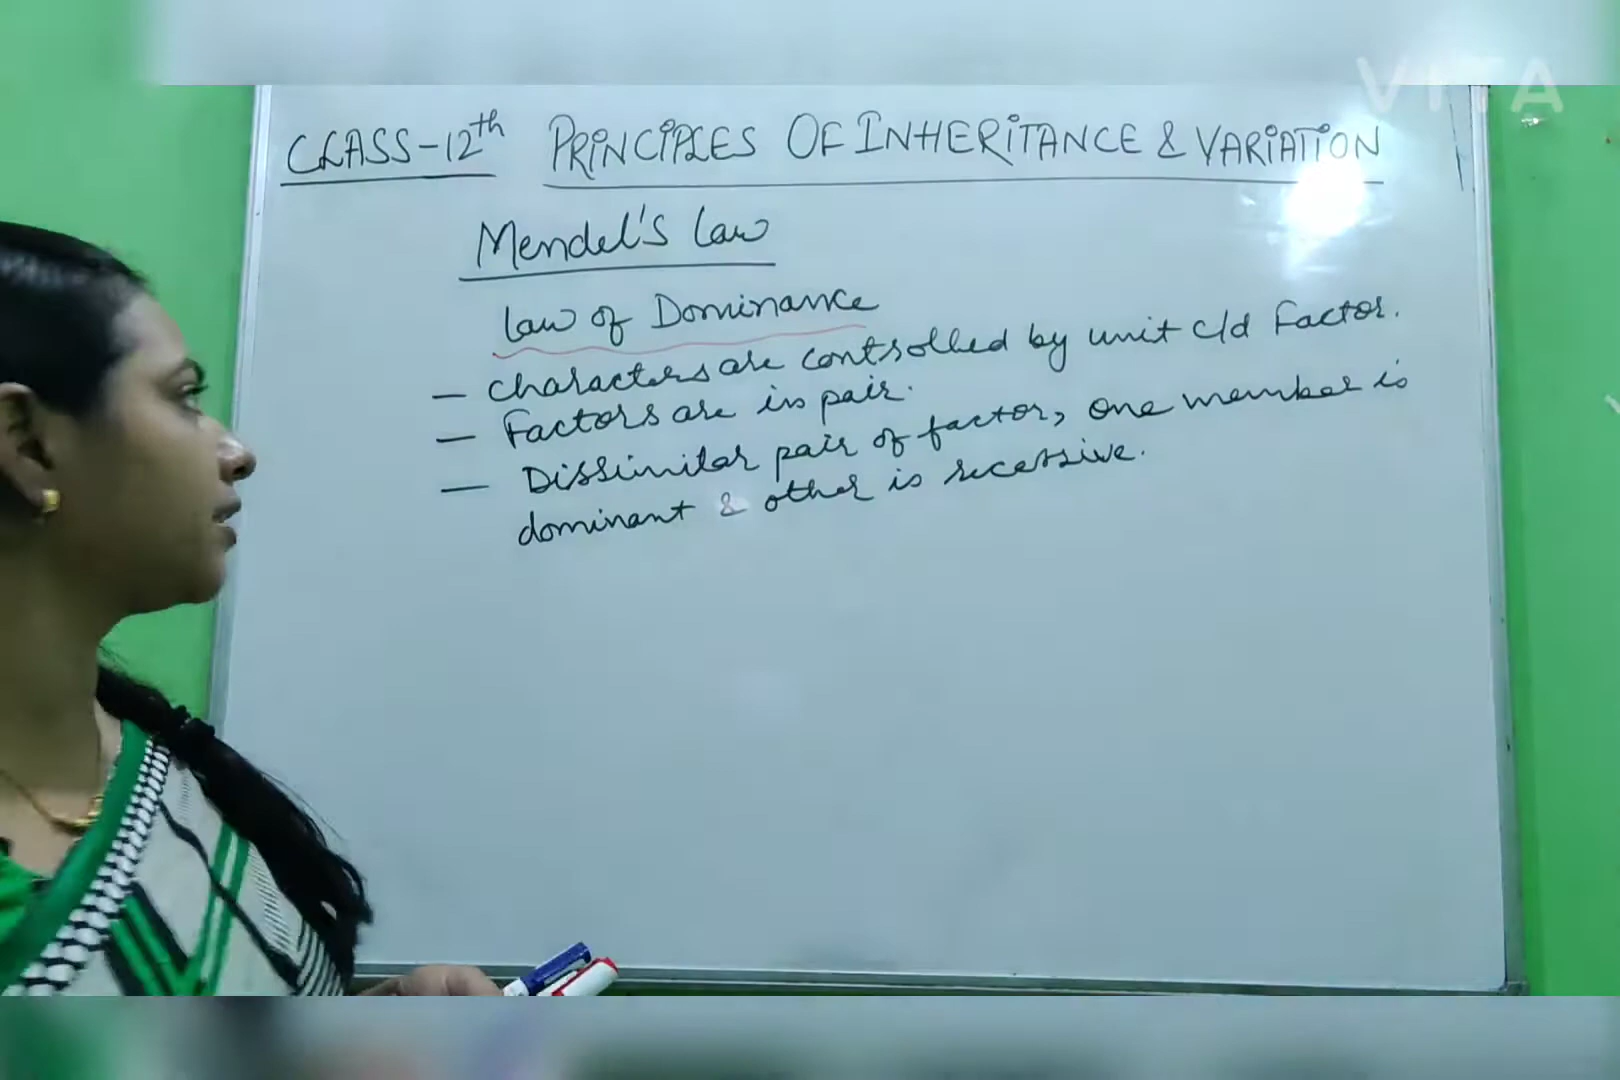 CLASS-12th PRINCIPLES OF INHERITANCE & VARIATION
Mendel's Law
Law of Dominance
— Characters are controlled by unit c/d Factor.
— Factors are in pair.
— Dissimilar pair of factor, one member is
dominant & other is recessive.
VITA